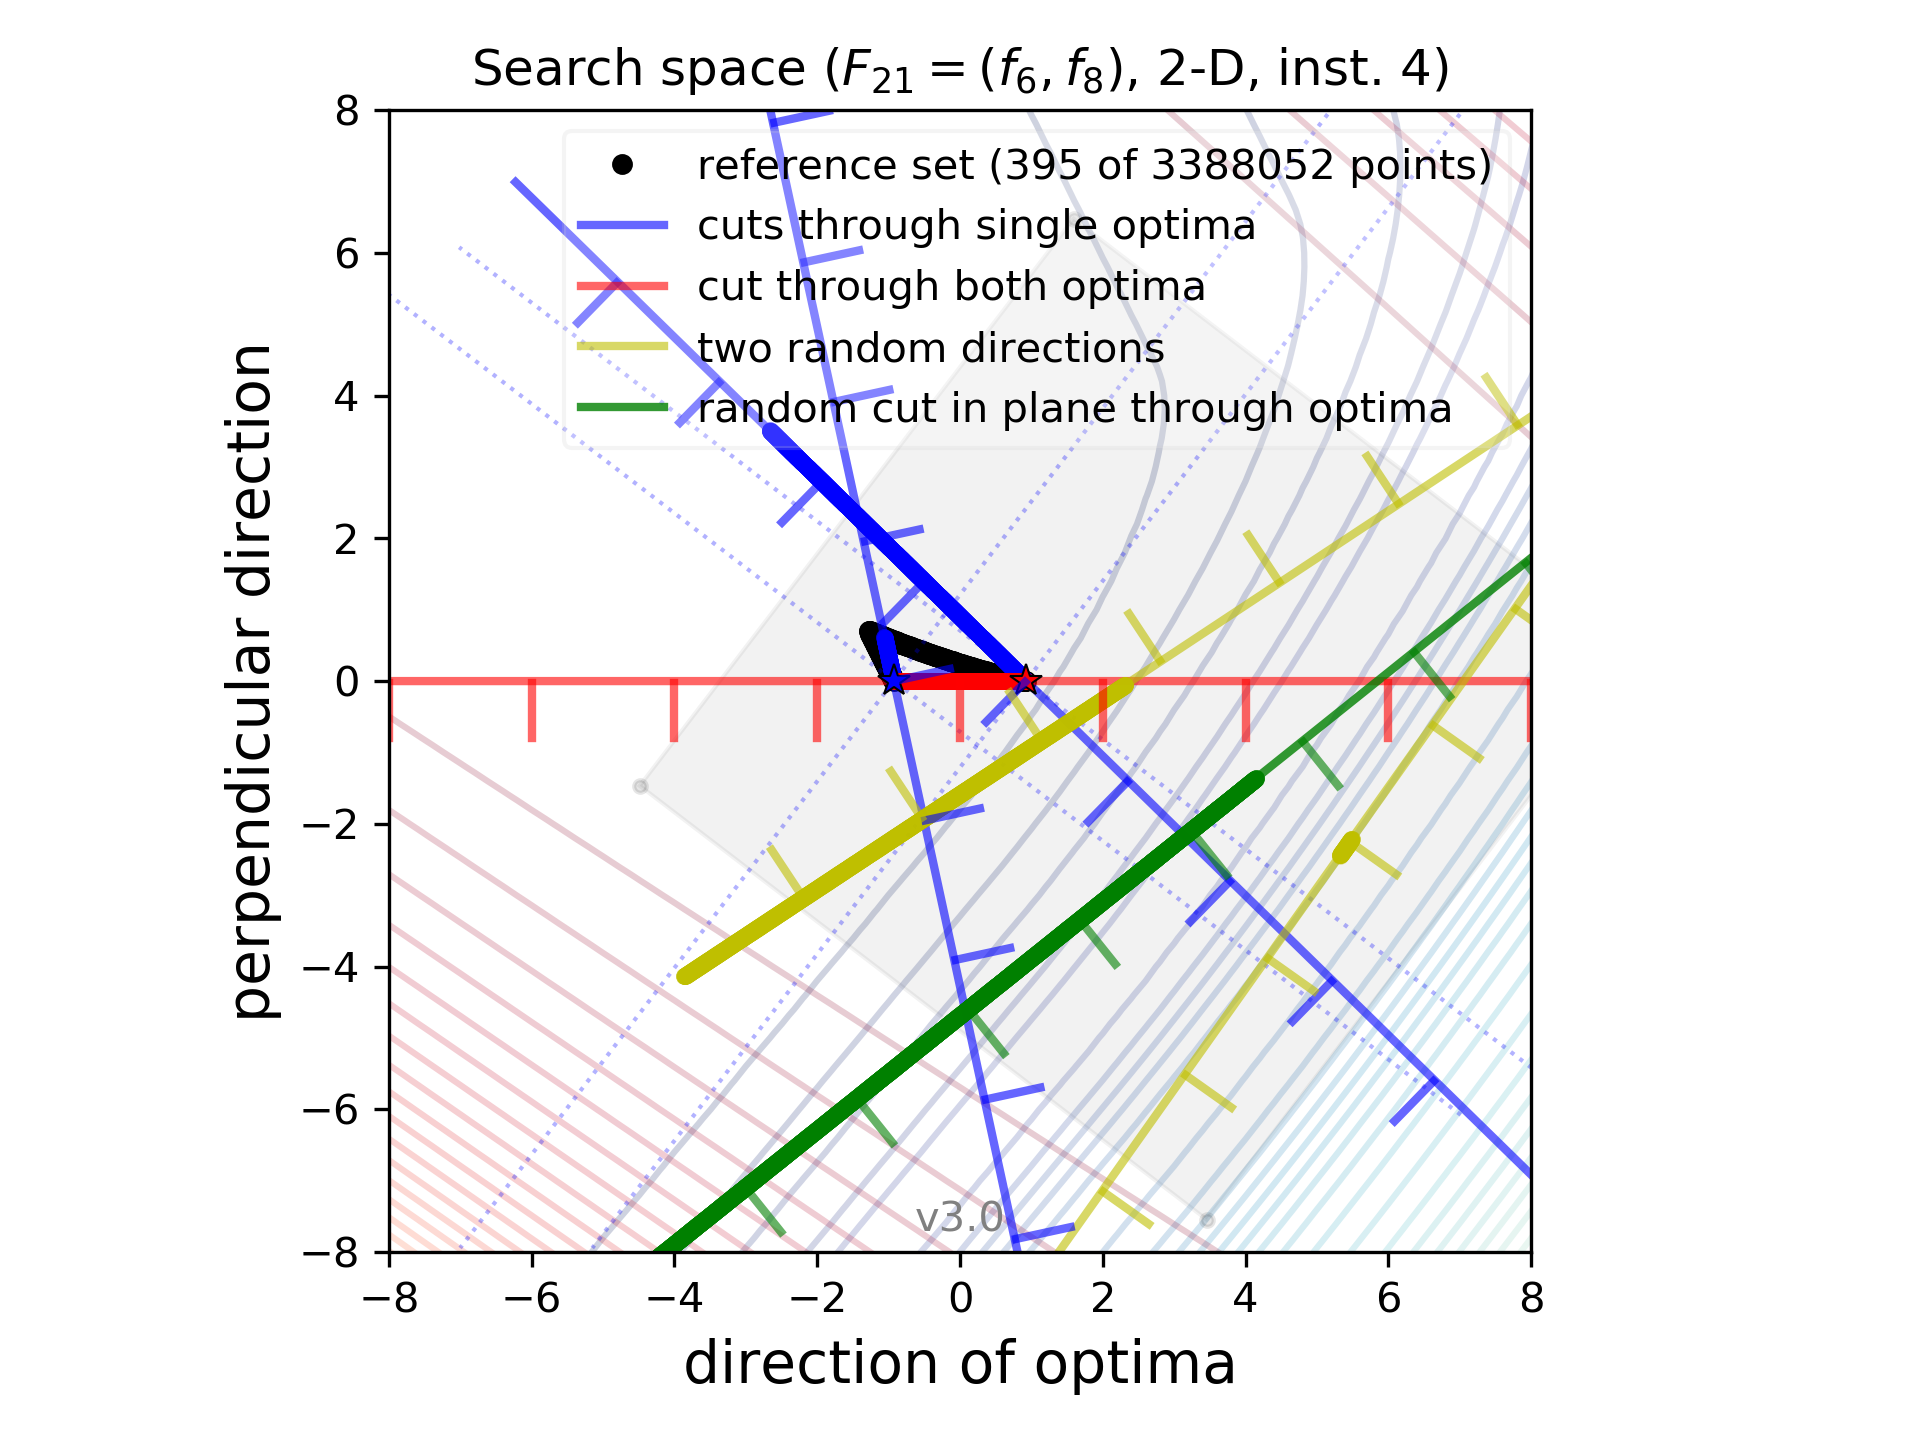 Search space (F21 = (f6, f8), 2-D, inst. 4)
reference set (395 of 3388052 points)
cuts through single optima
cut through both optima
two random directions
random cut in plane through optima
perpendicular direction
8
6
4
2
0
−2
−4
−6
−8
v3.0
−8 −6 −4 −2 0 2 4 6 8
direction of optima